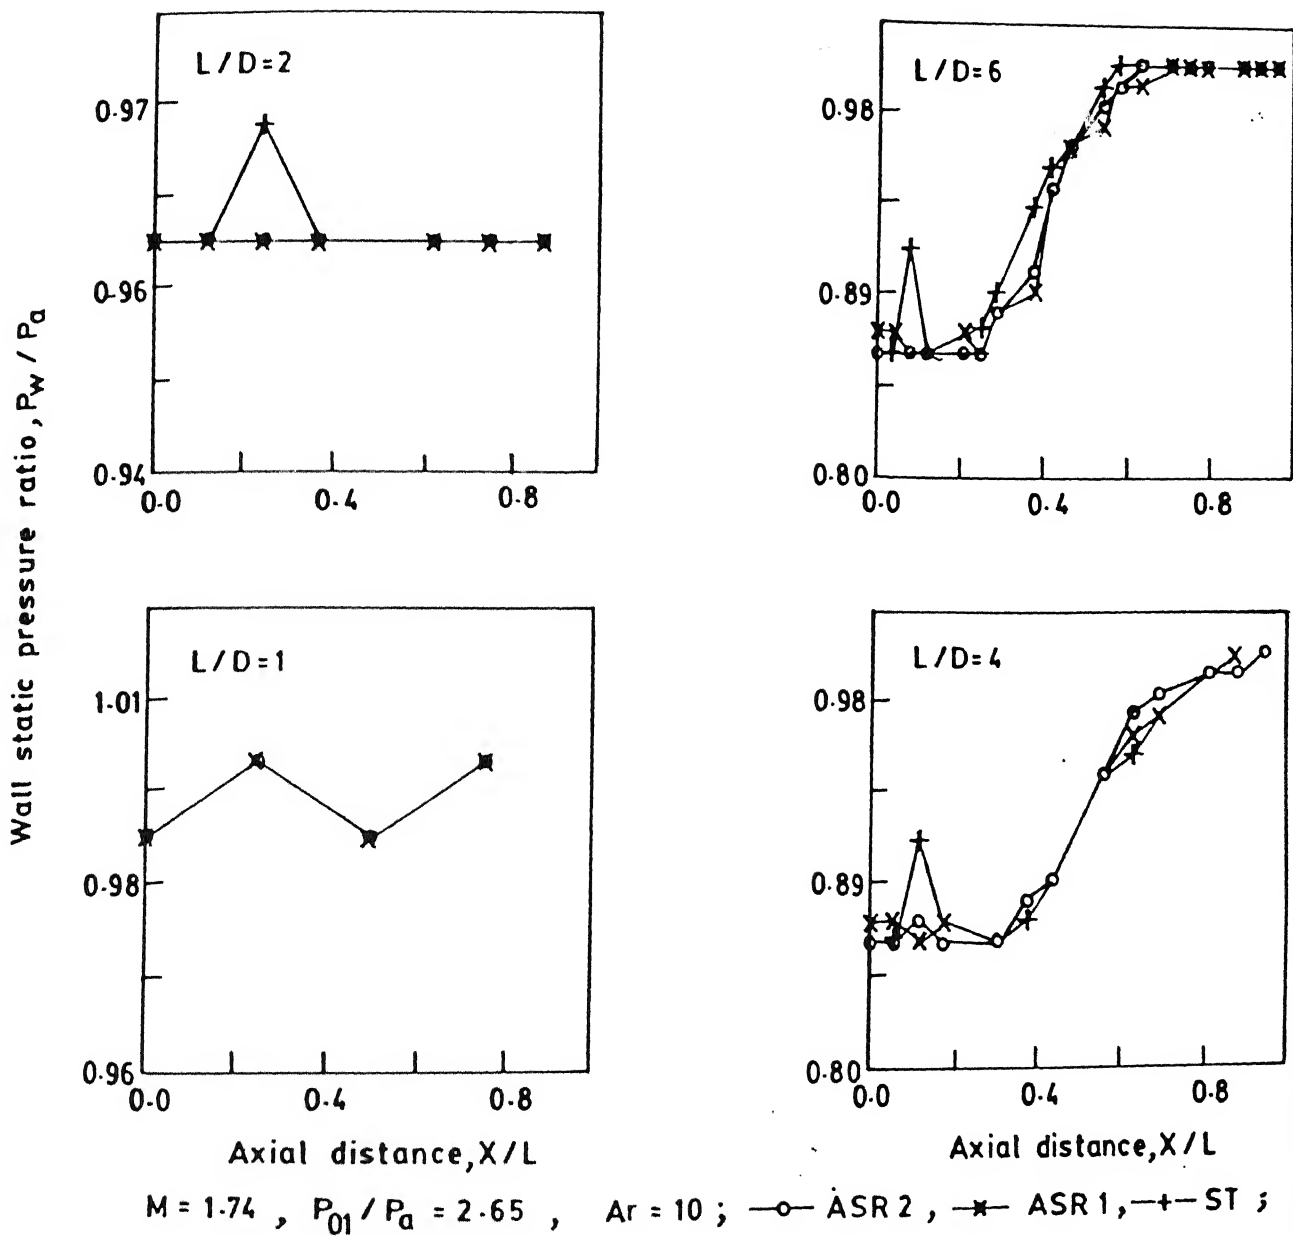 L/D=2
0.97
0.96
0.94
0.0 0.4 0.8
L/D=6
0.98
0.89
0.80
0.0 0.4 0.8
Wall static pressure ratio, Pw/Pa
L/D=1
1.01
0.98
0.96
0.0 0.4 0.8
Axial distance, X/L
L/D=4
0.98
0.89
0.80
0.0 0.4 0.8
Axial distance, X/L
M = 1.74 , P01/Pa = 2.65 , Ar = 10 ; ASR 2 , ASR 1 , ST ;